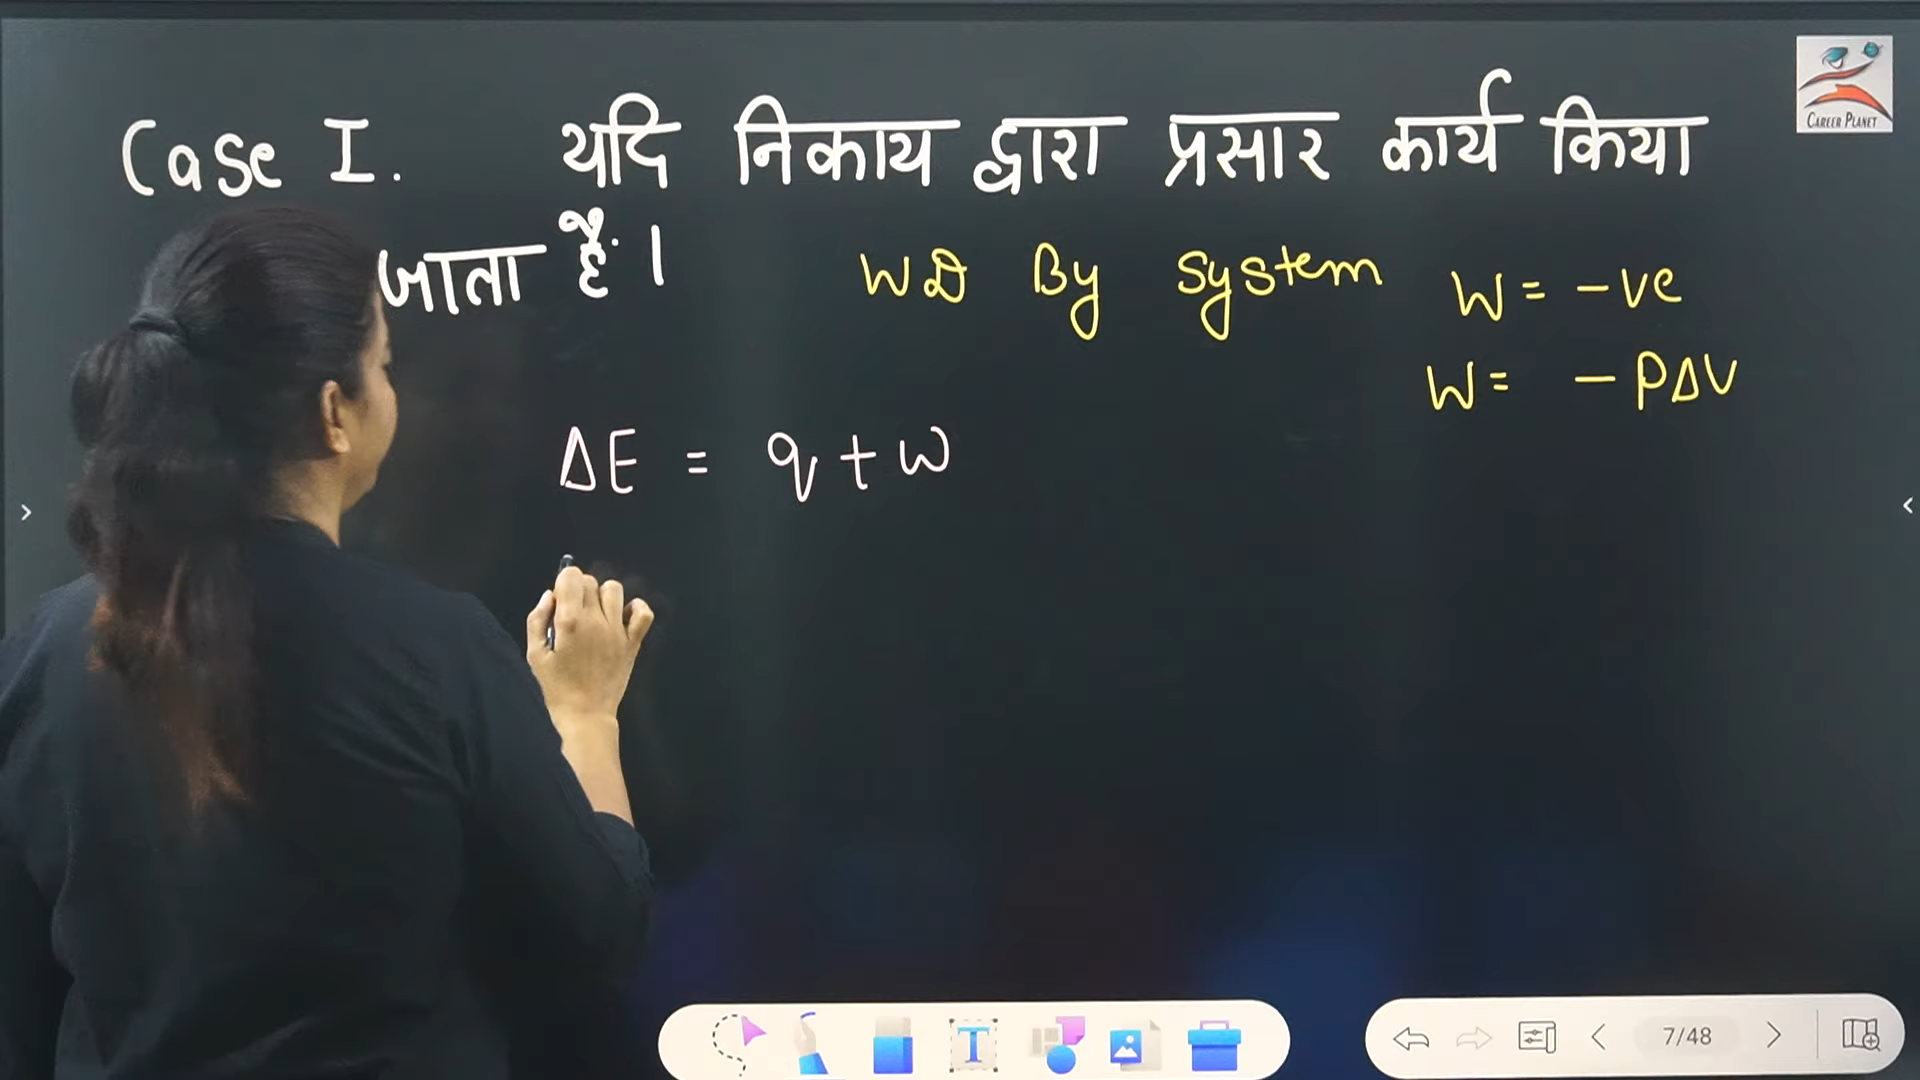 Case I. यदि निकाय द्वारा प्रसार कार्य किया
जाता हैं।
WD By System W = -ve
W = - PΔV
ΔE = q + w
CAREER PLANET
7/48